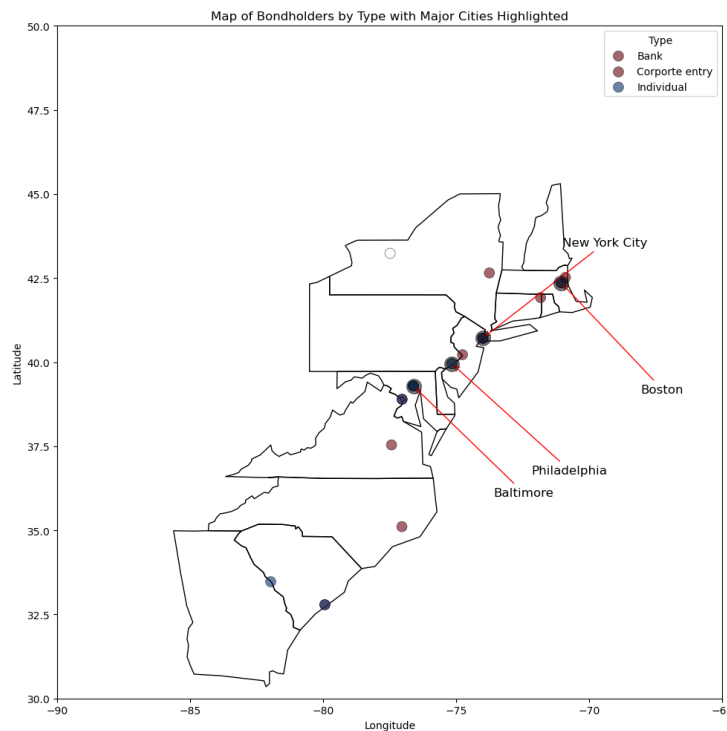 Map of Bondholders by Type with Major Cities Highlighted
50.0
47.5
45.0
42.5
40.0
37.5
35.0
32.5
30.0
Latitude
Type
Bank
Corporte entry
Individual
New York City
Boston
Philadelphia
Baltimore
−90
−85
−80
−75
−70
−6
Longitude